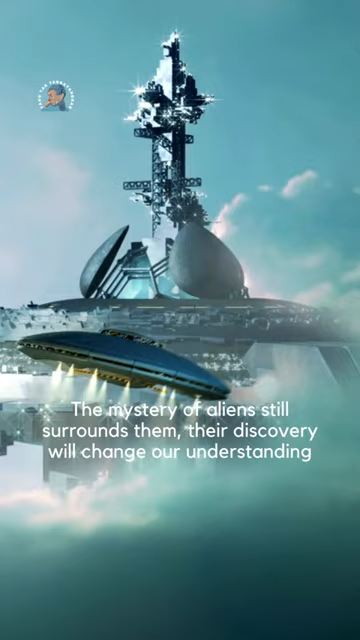 The mystery of aliens still
surrounds them, their discovery
will change our understanding